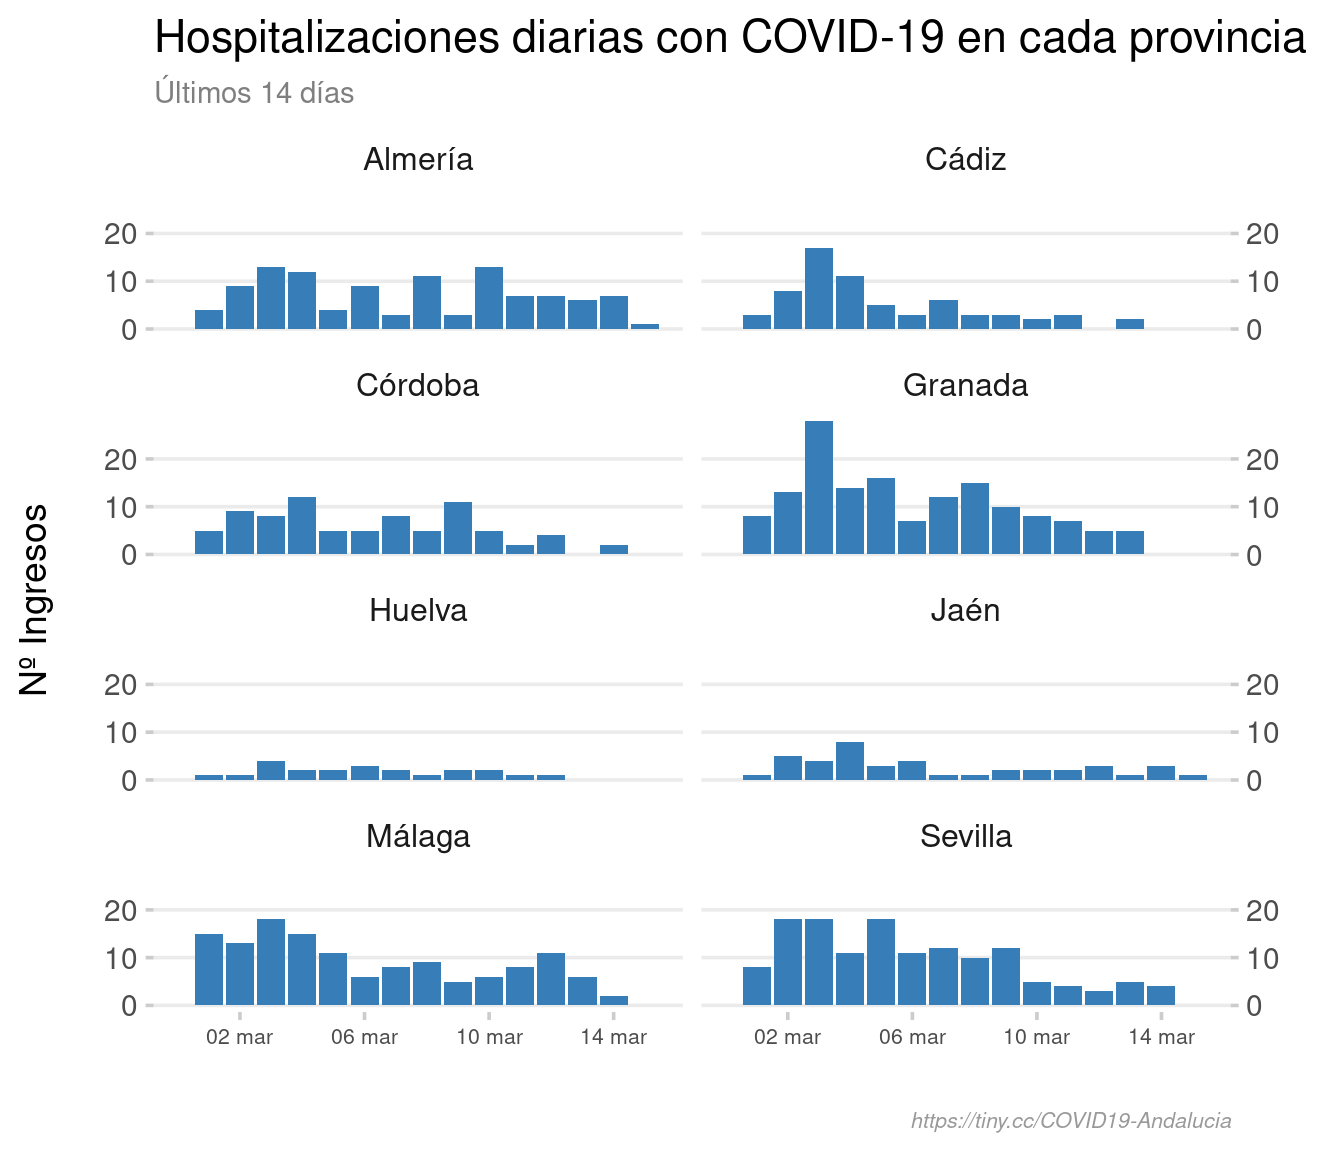 Hospitalizaciones diarias con COVID-19 en cada provincia
Últimos 14 días
Almería
Cádiz
20
10
0
20
10
0
Córdoba
Granada
20
10
0
20
10
0
Nº Ingresos
Huelva
Jaén
20
10
0
20
10
0
Málaga
Sevilla
20
10
0
20
10
0
02 mar 06 mar 10 mar 14 mar
02 mar 06 mar 10 mar 14 mar
https://tiny.cc/COVID19-Andalucia